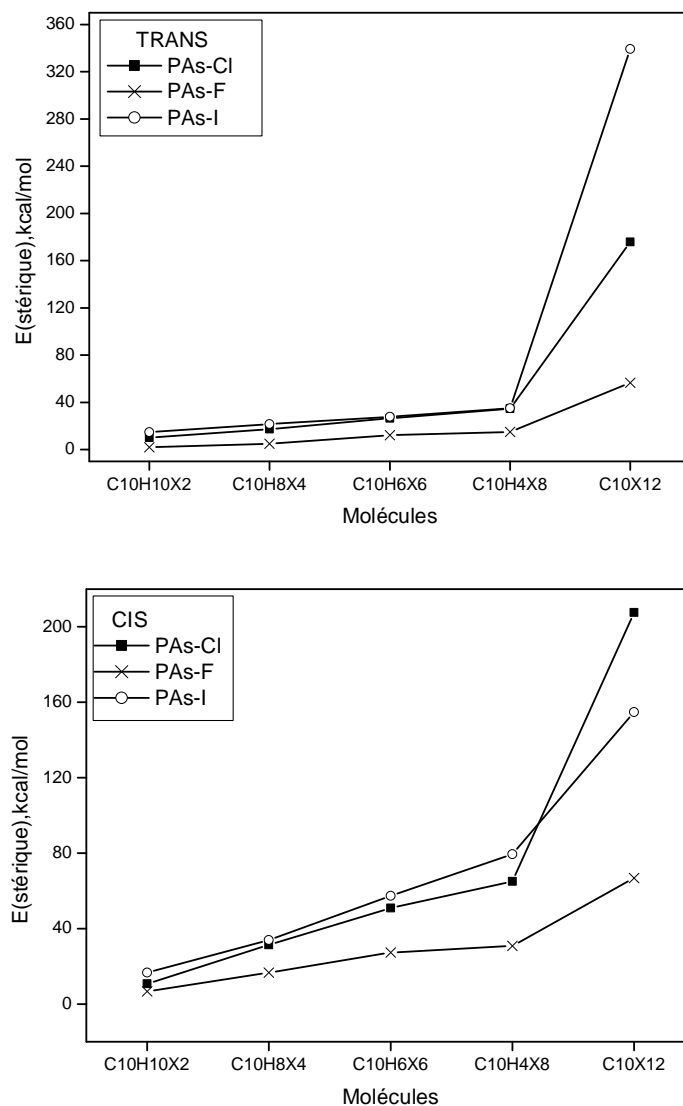 TRANS
PAs-Cl
PAs-F
PAs-I
E(stérique),kcal/mol
360
320
280
240
200
160
120
80
40
0
C10H10X2 C10H8X4 C10H6X6 C10H4X8 C10X12
Molécules
CIS
PAs-Cl
PAs-F
PAs-I
E(stérique),kcal/mol
200
160
120
80
40
0
C10H10X2 C10H8X4 C10H6X6 C10H4X8 C10X12
Molécules